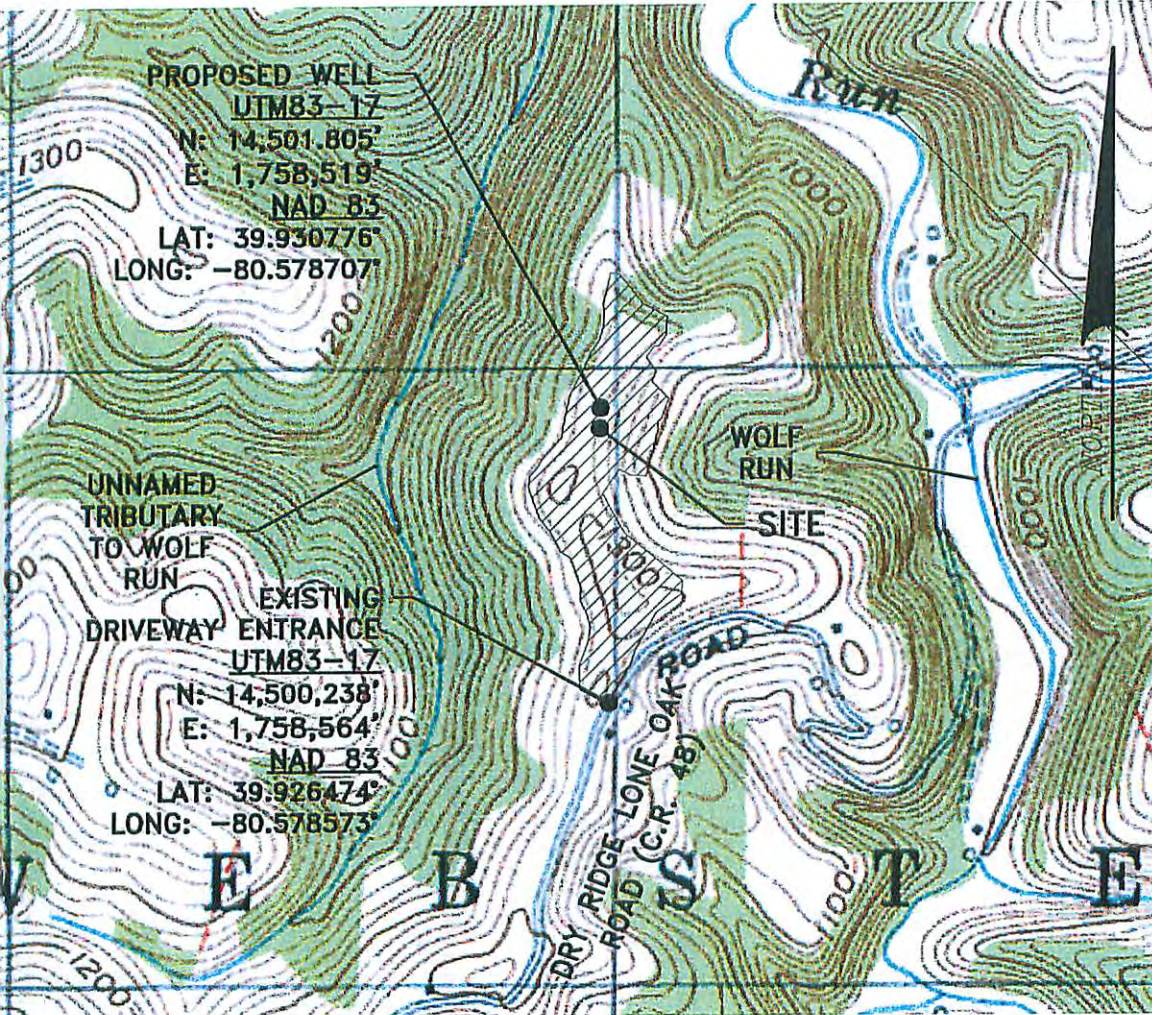 PROPOSED WELL
UTM83-17
N: 14,501.805'
E: 1,758,519'
NAD 83
LAT: 39.930776°
LONG: -80.578707°
Run
1300
1000
1200
WOLF
RUN
SITE
1000
UNNAMED
TRIBUTARY
TO WOLF
RUN
1300
EXISTING
DRIVEWAY ENTRANCE
UTM83-17
N: 14,500,238'
E: 1,758,564'
NAD 83
LAT: 39.926474°
LONG: -80.578573°
DRY RIDGE LONE OAK ROAD
ROAD (C.R. 48)
E B S T E
1100
1200